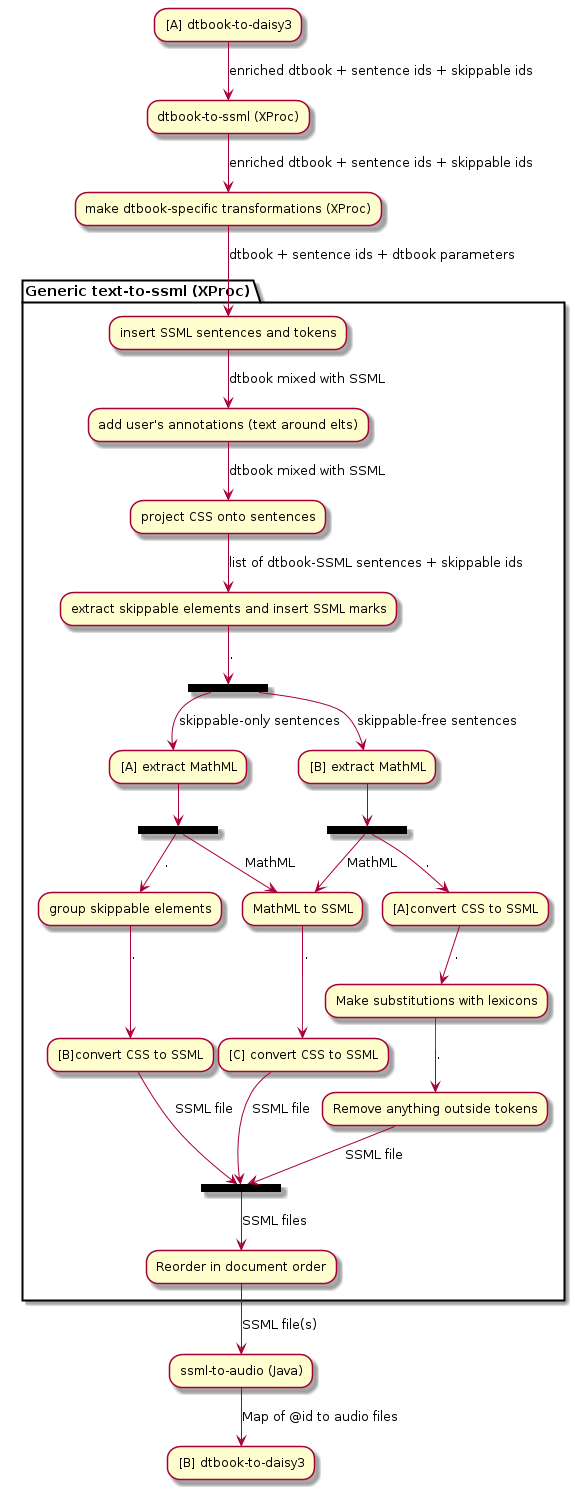 [A] dtbook-to-daisy3
enriched dtbook + sentence ids + skippable ids
dtbook-to-ssml (XProc)
enriched dtbook + sentence ids + skippable ids
make dtbook-specific transformations (XProc)
dtbook + sentence ids + dtbook parameters
Generic text-to-ssml (XProc)
insert SSML sentences and tokens
dtbook mixed with SSML
add user's annotations (text around elts)
dtbook mixed with SSML
project CSS onto sentences
list of dtbook-SSML sentences + skippable ids
extract skippable elements and insert SSML marks
.
skippable-only sentences
skippable-free sentences
[A] extract MathML
[B] extract MathML
.
MathML
MathML
.
group skippable elements
MathML to SSML
[A]convert CSS to SSML
.
.
.
Make substitutions with lexicons
[B]convert CSS to SSML
[C] convert CSS to SSML
.
Remove anything outside tokens
SSML file
SSML file
SSML file
SSML files
Reorder in document order
SSML file(s)
ssml-to-audio (Java)
Map of @id to audio files
[B] dtbook-to-daisy3